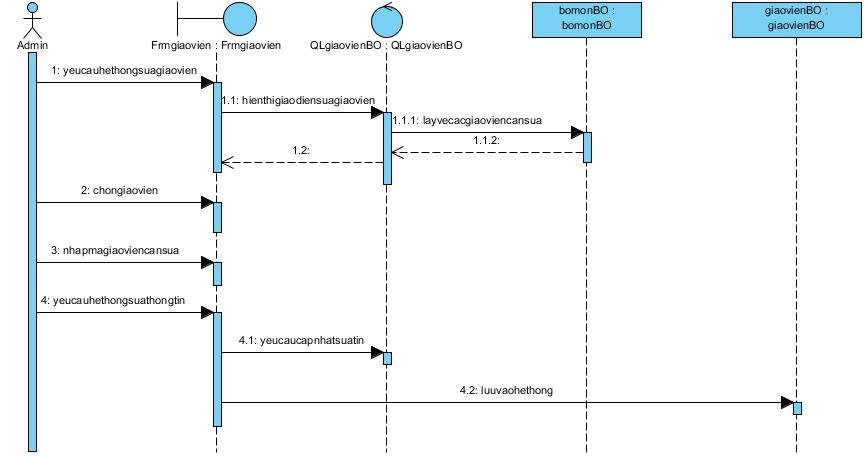 bomonBO :
bomonBO
giaovienBO :
giaovienBO
Admin
Frmgiaovien : Frmgiaovien
QLgiaovienBO : QLgiaovienBO
1: yeucauhethongsuagiaovien
1.1: hienthigiaodiensuagiaovien
1.1.1: layvecacgiaoviencansua
1.1.2:
1.2:
2: chongiaovien
3: nhapmagiaoviencansua
4: yeucauhethongsuathongtin
4.1: yeucaucapnhatsuatin
4.2: luuvaohethong